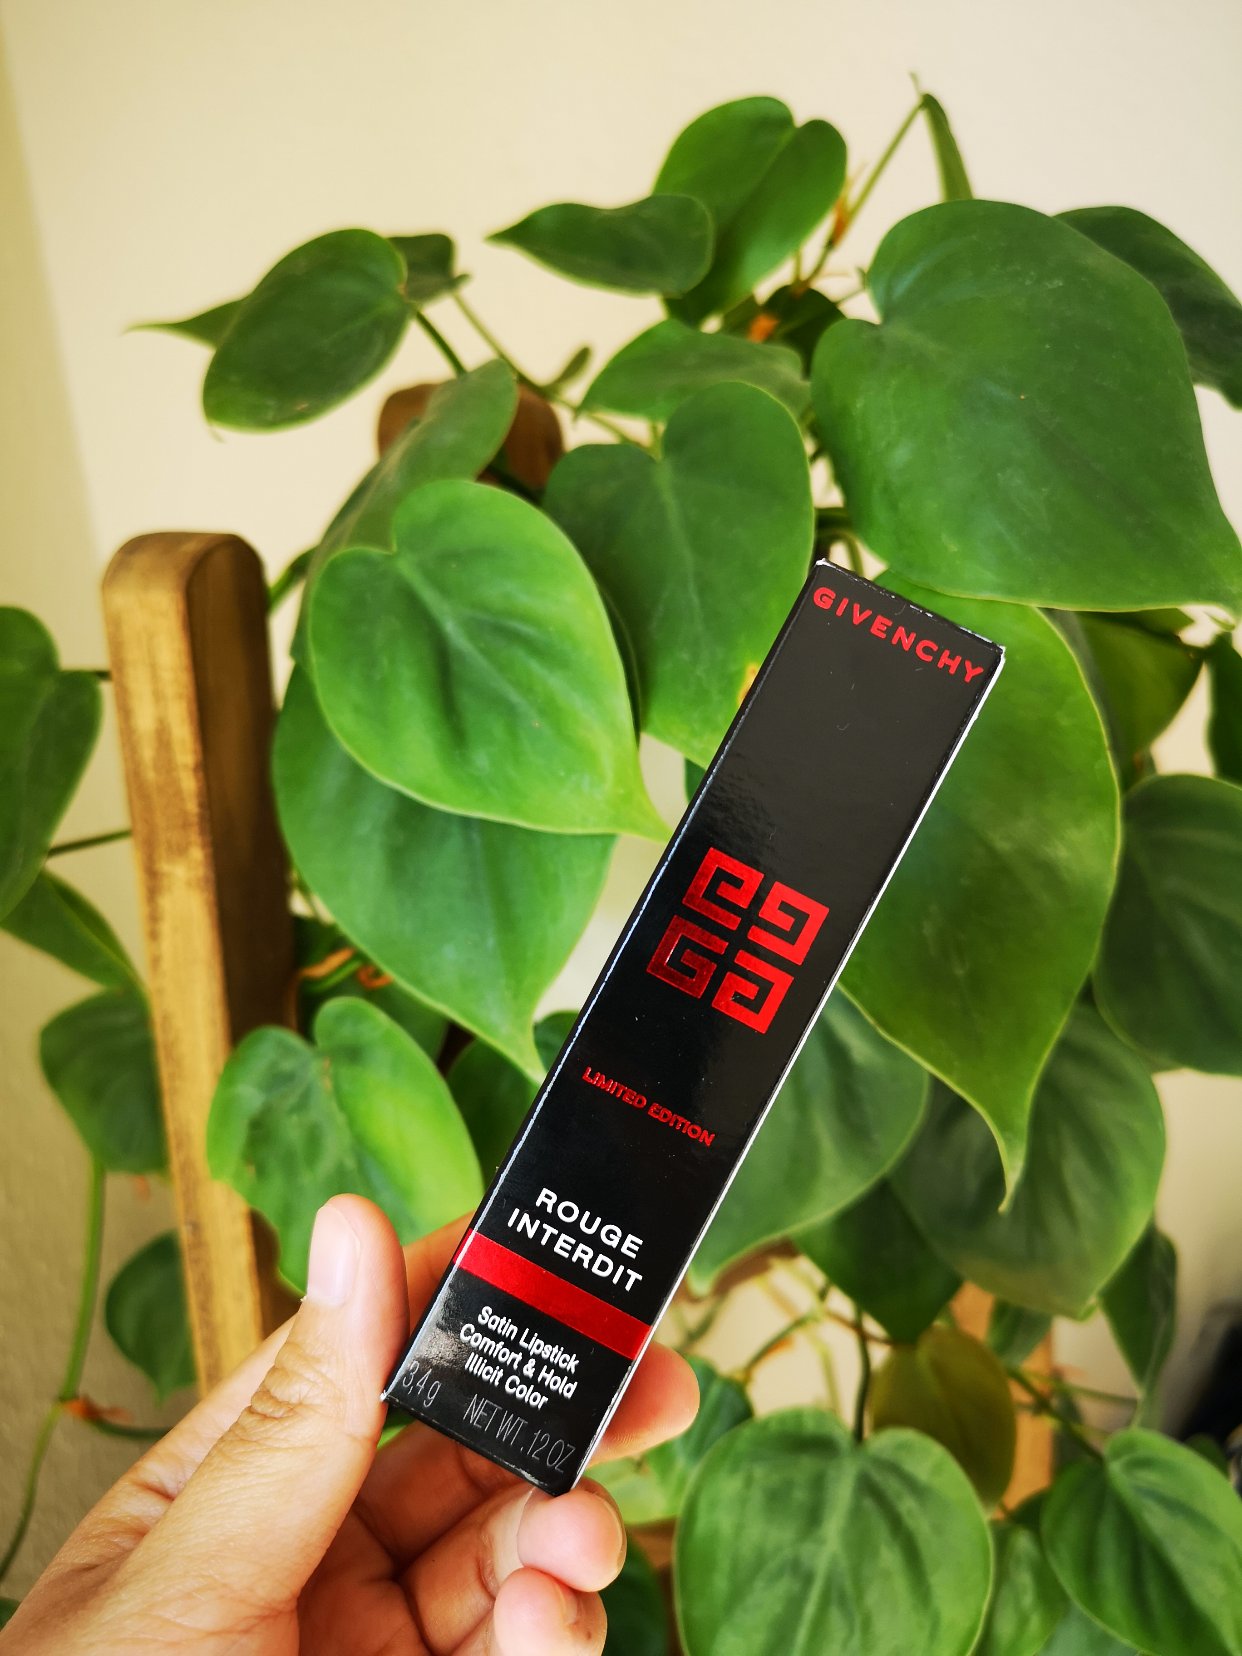 GIVENCHY
LIMITED EDITION
ROUGE
INTERDIT
Satin Lipstick
Comfort & Hold
Illicit Color
3,4 g NET WT. .12 OZ